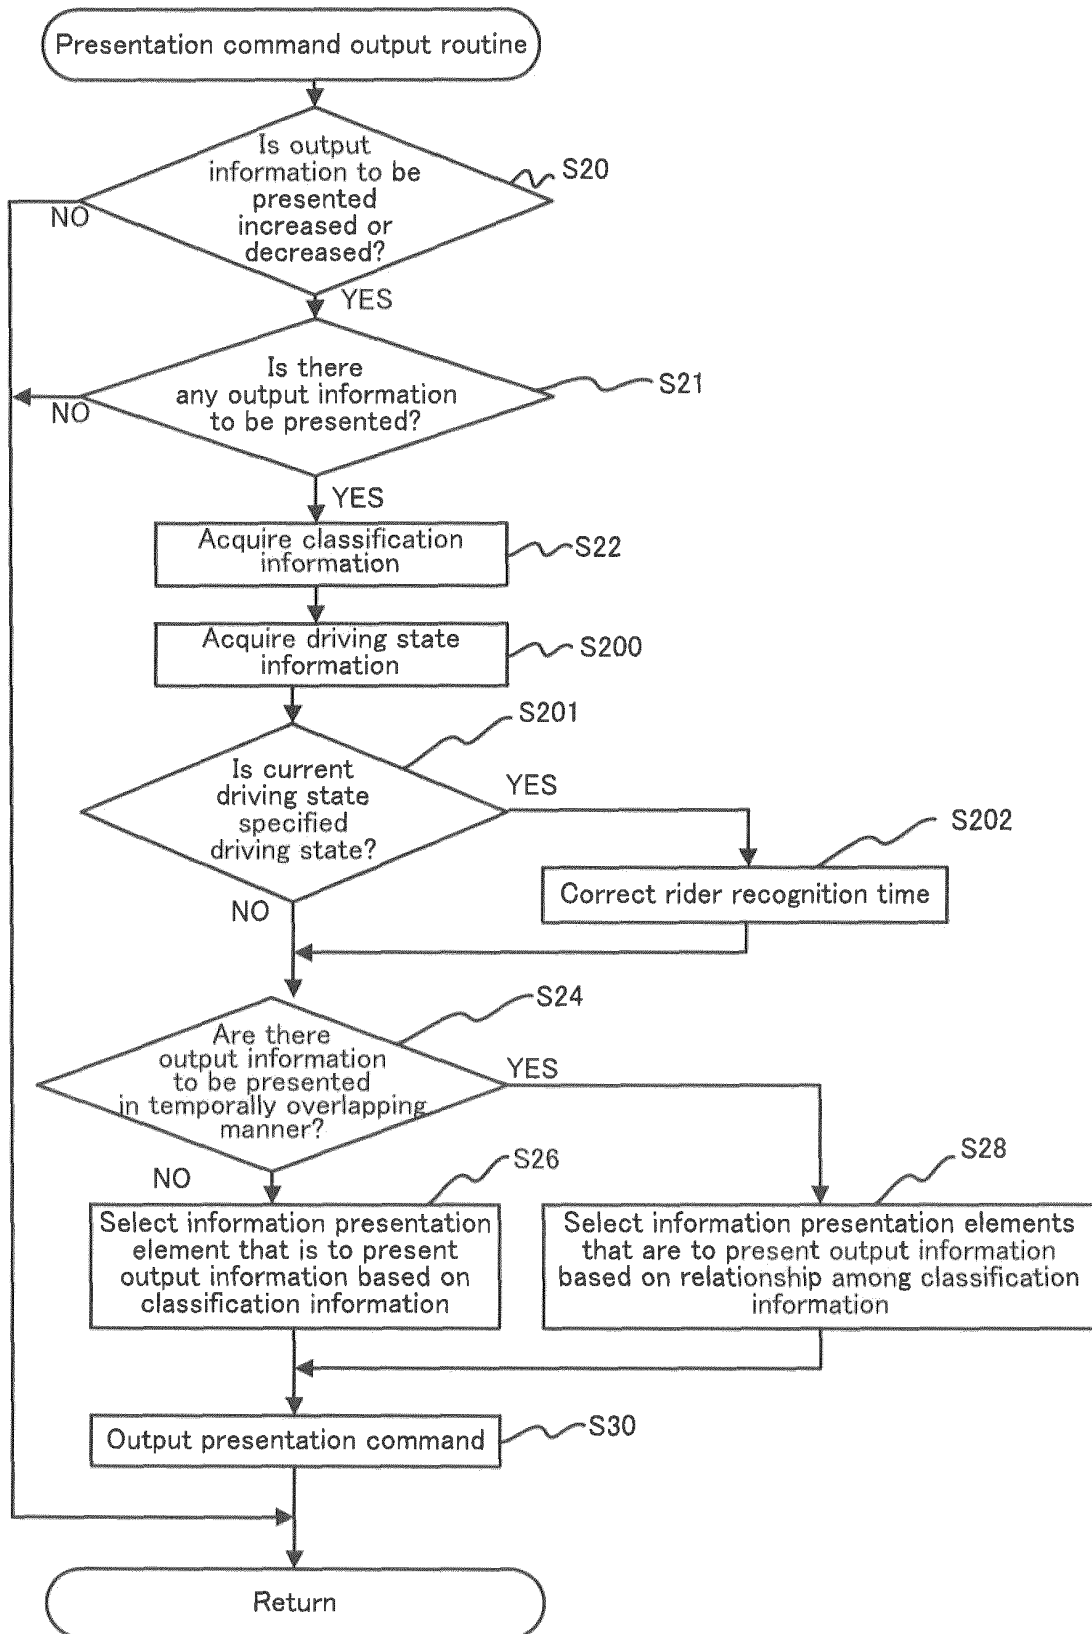 Presentation command output routine
Is output
information to be
presented
increased or
decreased?
S20
NO
YES
Is there
any output information
to be presented?
S21
NO
YES
Acquire classification
information
S22
Acquire driving state
information
S200
S201
Is current
driving state
specified
driving state?
YES
S202
Correct rider recognition time
NO
S24
Are there
output information
to be presented
in temporally overlapping
manner?
YES
NO
S26
S28
Select information presentation
element that is to present
output information based on
classification information
Select information presentation elements
that are to present output information
based on relationship among classification
information
Output presentation command
S30
Return